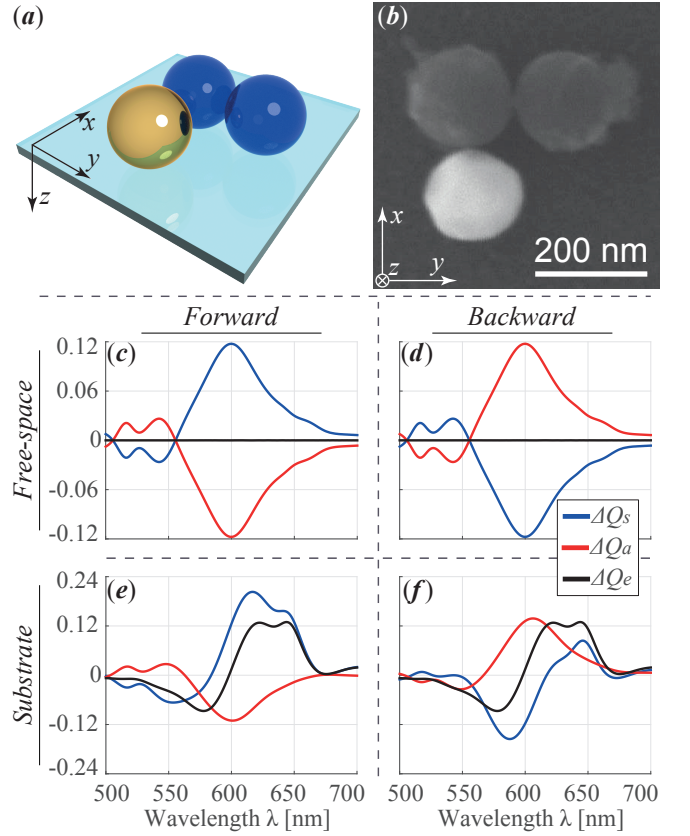 (a)
x
y
z
(b)
x
z
y
200 nm
Forward
Backward
Free-space
(c)
0.12
0.06
0
-0.06
-0.12
(d)
ΔQs
ΔQa
ΔQe
Substrate
(e)
0.24
0.12
0
-0.12
-0.24
500 550 600 650 700
Wavelength λ [nm]
(f)
500 550 600 650 700
Wavelength λ [nm]